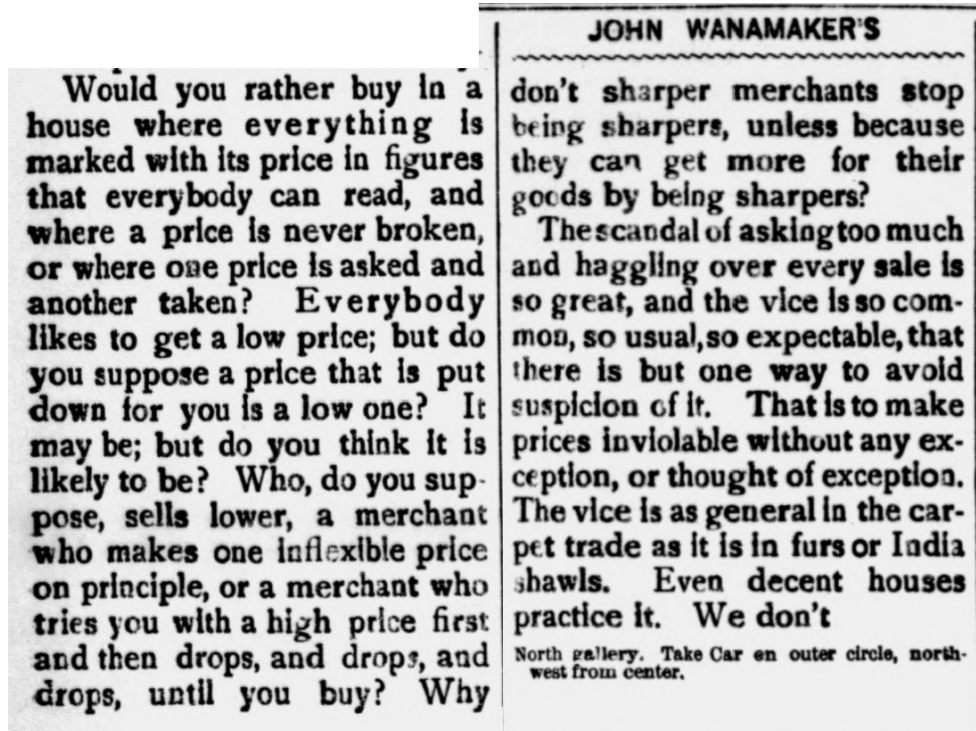 Would you rather buy in a
house where everything is
marked with its price in figures
that everybody can read, and
where a price is never broken,
or where one price is asked and
another taken? Everybody
likes to get a low price; but do
you suppose a price that is put
down for you is a low one? It
may be; but do you think it is
likely to be? Who, do you sup-
pose, sells lower, a merchant
who makes one inflexible price
on principle, or a merchant who
tries you with a high price first
and then drops, and drops, and
drops, until you buy? Why
JOHN WANAMAKER'S
don't sharper merchants stop
being sharpers, unless because
they can get more for their
goods by being sharpers?
The scandal of asking too much
and haggling over every sale is
so great, and the vice is so com-
mon, so usual, so expectable, that
there is but one way to avoid
suspicion of it. That is to make
prices inviolable without any ex-
ception, or thought of exception.
The vice is as general in the car-
pet trade as it is in furs or India
shawls. Even decent houses
practice it. We don't
North gallery. Take Car en outer circle, north-
west from center.